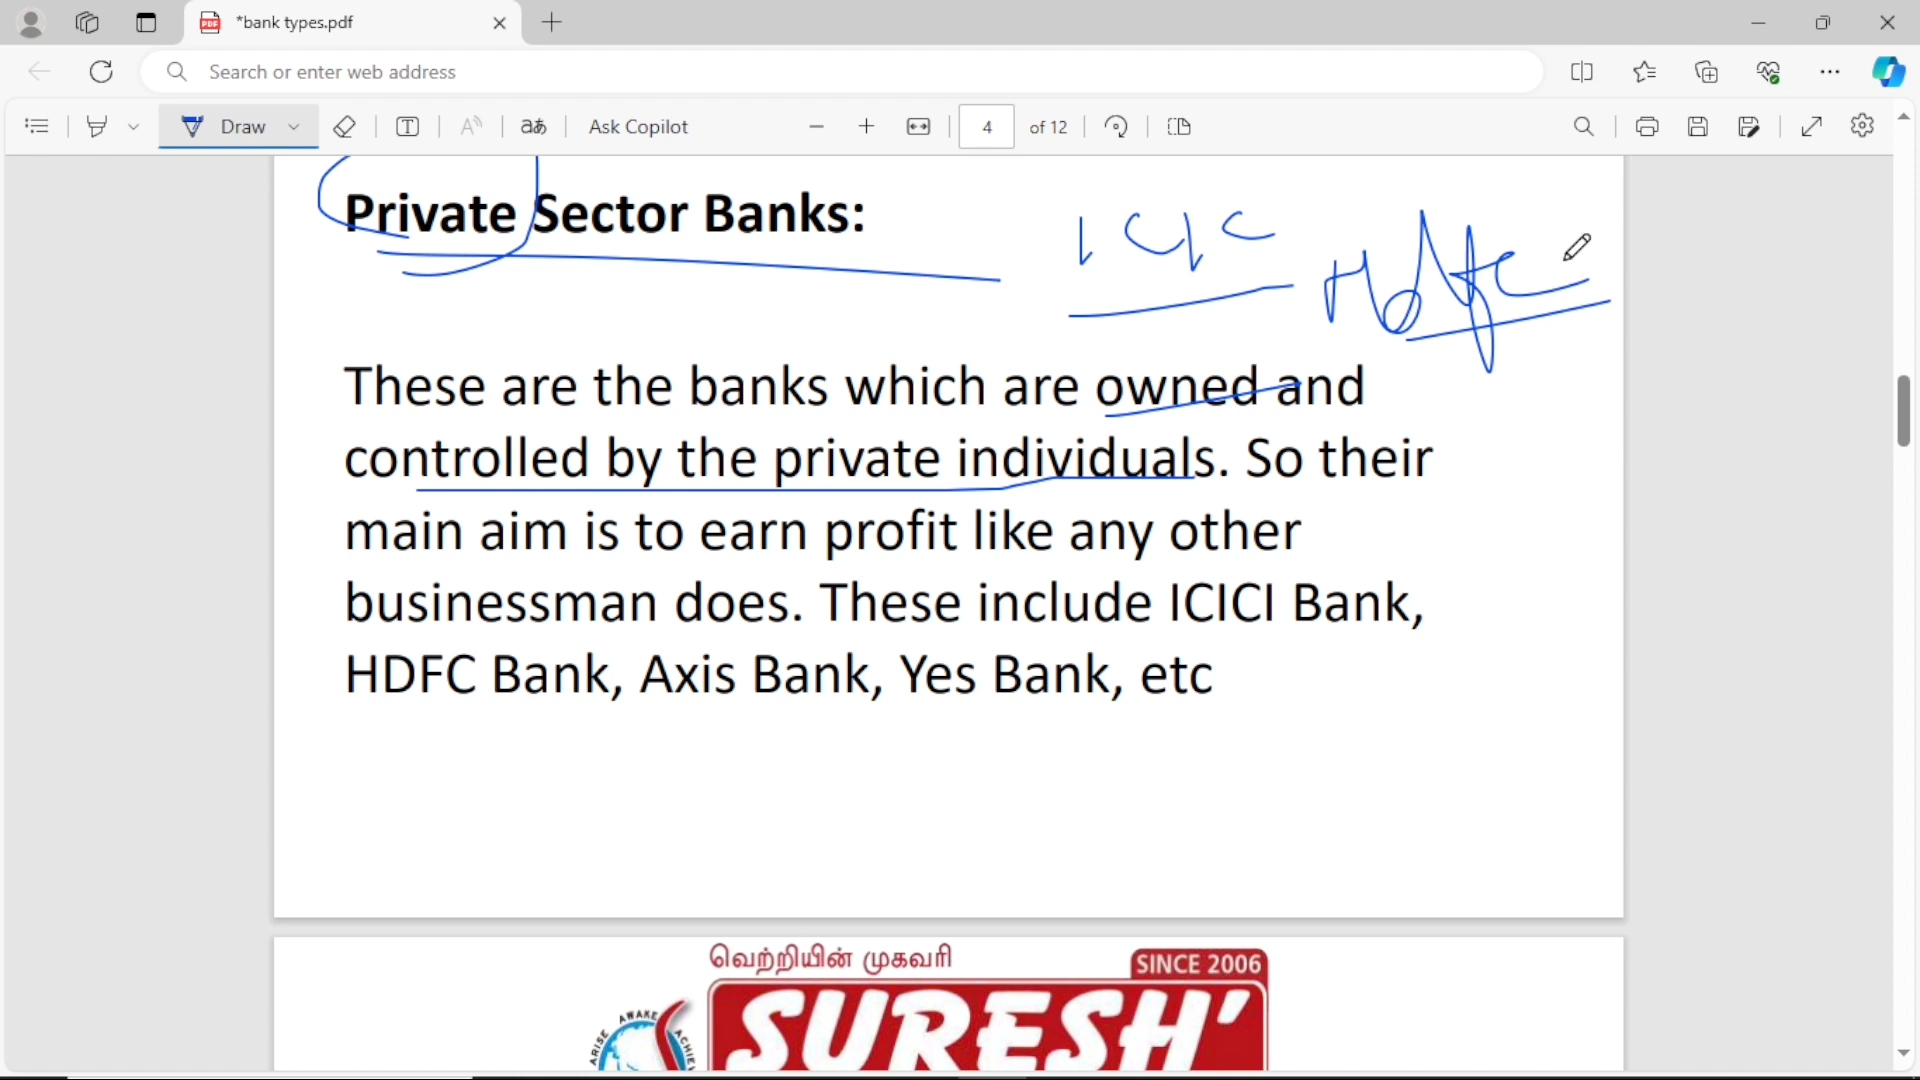 *bank types.pdf
Search or enter web address
Draw
Ask Copilot
4 of 12
Private Sector Banks:
ICIC
Hdfc
These are the banks which are owned and
controlled by the private individuals. So their
main aim is to earn profit like any other
businessman does. These include ICICI Bank,
HDFC Bank, Axis Bank, Yes Bank, etc
வெற்றியின் முகவரி
SINCE 2006
ARISE AWAKE ACHIEV
SURESH'